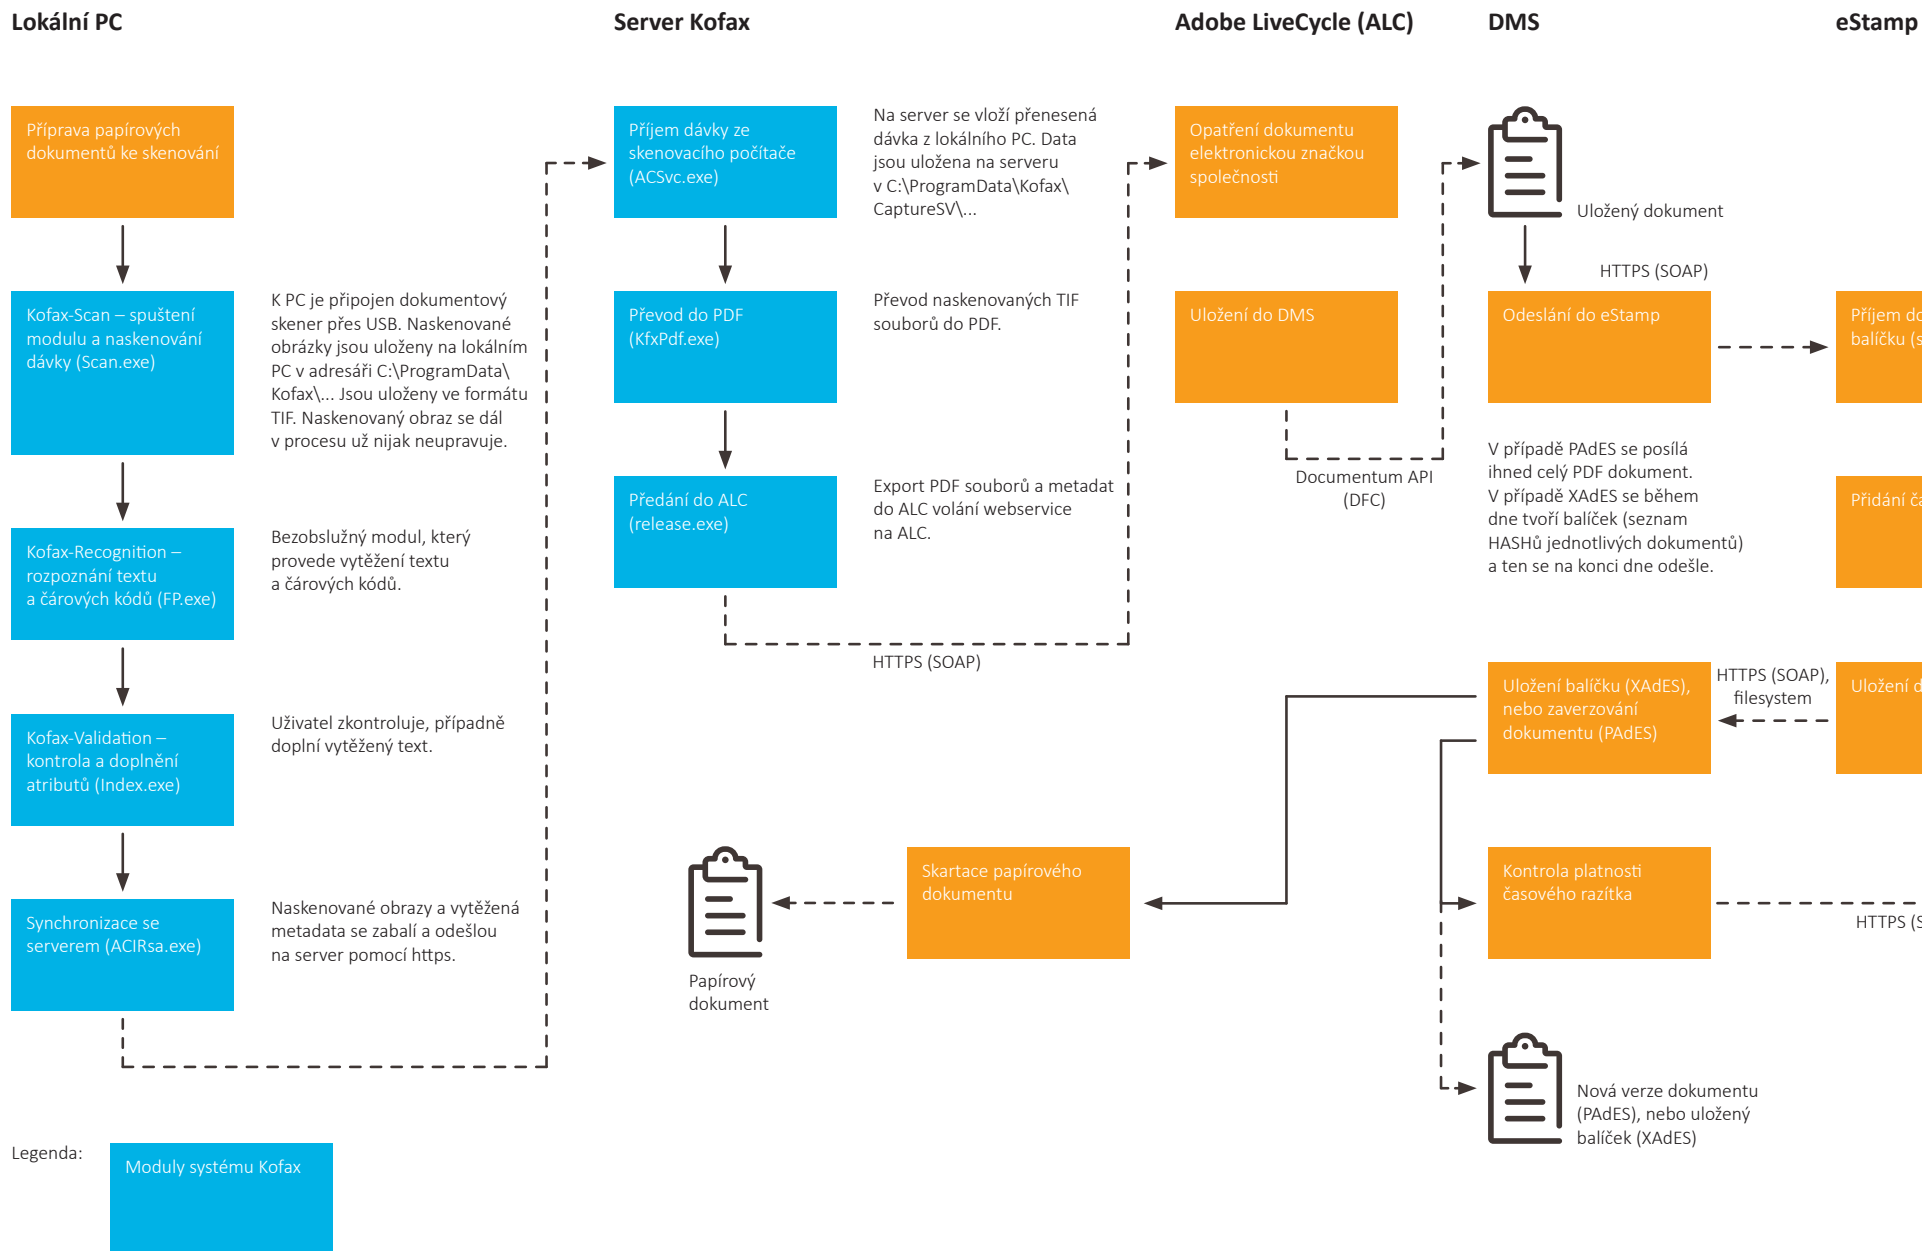 Lokální PC
Server Kofax
Adobe LiveCycle (ALC)
DMS
eStamp
Příprava papírových
dokumentů ke skenování
Kofax-Scan – spuštení
modulu a naskenování
dávky (Scan.exe)
K PC je připojen dokumentový
skener přes USB. Naskenované
obrázky jsou uloženy na lokálním
PC v adresáři C:\ProgramData\
Kofax\... Jsou uloženy ve formátu
TIF. Naskenovaný obraz se dál
v procesu už nijak neupravuje.
Kofax-Recognition –
rozpoznání textu
a čárových kódů (FP.exe)
Bezobslužný modul, který
provede vytěžení textu
a čárových kódů.
Kofax-Validation –
kontrola a doplnění
atributů (Index.exe)
Uživatel zkontroluje, případně
doplní vytěžený text.
Synchronizace se
serverem (ACIRsa.exe)
Naskenované obrazy a vytěžená
metadata se zabalí a odešlou
na server pomocí https.
Příjem dávky ze
skenovacího počítače
(ACSvc.exe)
Na server se vloží přenesená
dávka z lokálního PC. Data
jsou uložena na serveru
v C:\ProgramData\Kofax\
CaptureSV\...
Převod do PDF
(KfxPdf.exe)
Převod naskenovaných TIF
souborů do PDF.
Předání do ALC
(release.exe)
Export PDF souborů a metadat
do ALC volání webservice
na ALC.
HTTPS (SOAP)
Opatření dokumentu
elektronickou značkou
společnosti
Uložení do DMS
Documentum API
(DFC)
Uložený dokument
HTTPS (SOAP)
Odeslání do eStamp
V případě PAdES se posílá
ihned celý PDF dokument.
V případě XAdES se během
dne tvoří balíček (seznam
HASHů jednotlivých dokumentů)
a ten se na konci dne odešle.
Příjem
balíčku
Přidání
Uložení balíčku (XAdES),
nebo zaverzování
dokumentu (PAdES)
HTTPS (SOAP),
filesystem
Uložení
Skartace papírového
dokumentu
Papírový
dokument
Kontrola platnosti
časového razítka
HTTPS
Nová verze dokumentu
(PAdES), nebo uložený
balíček (XAdES)
Legenda:
Moduly systému Kofax